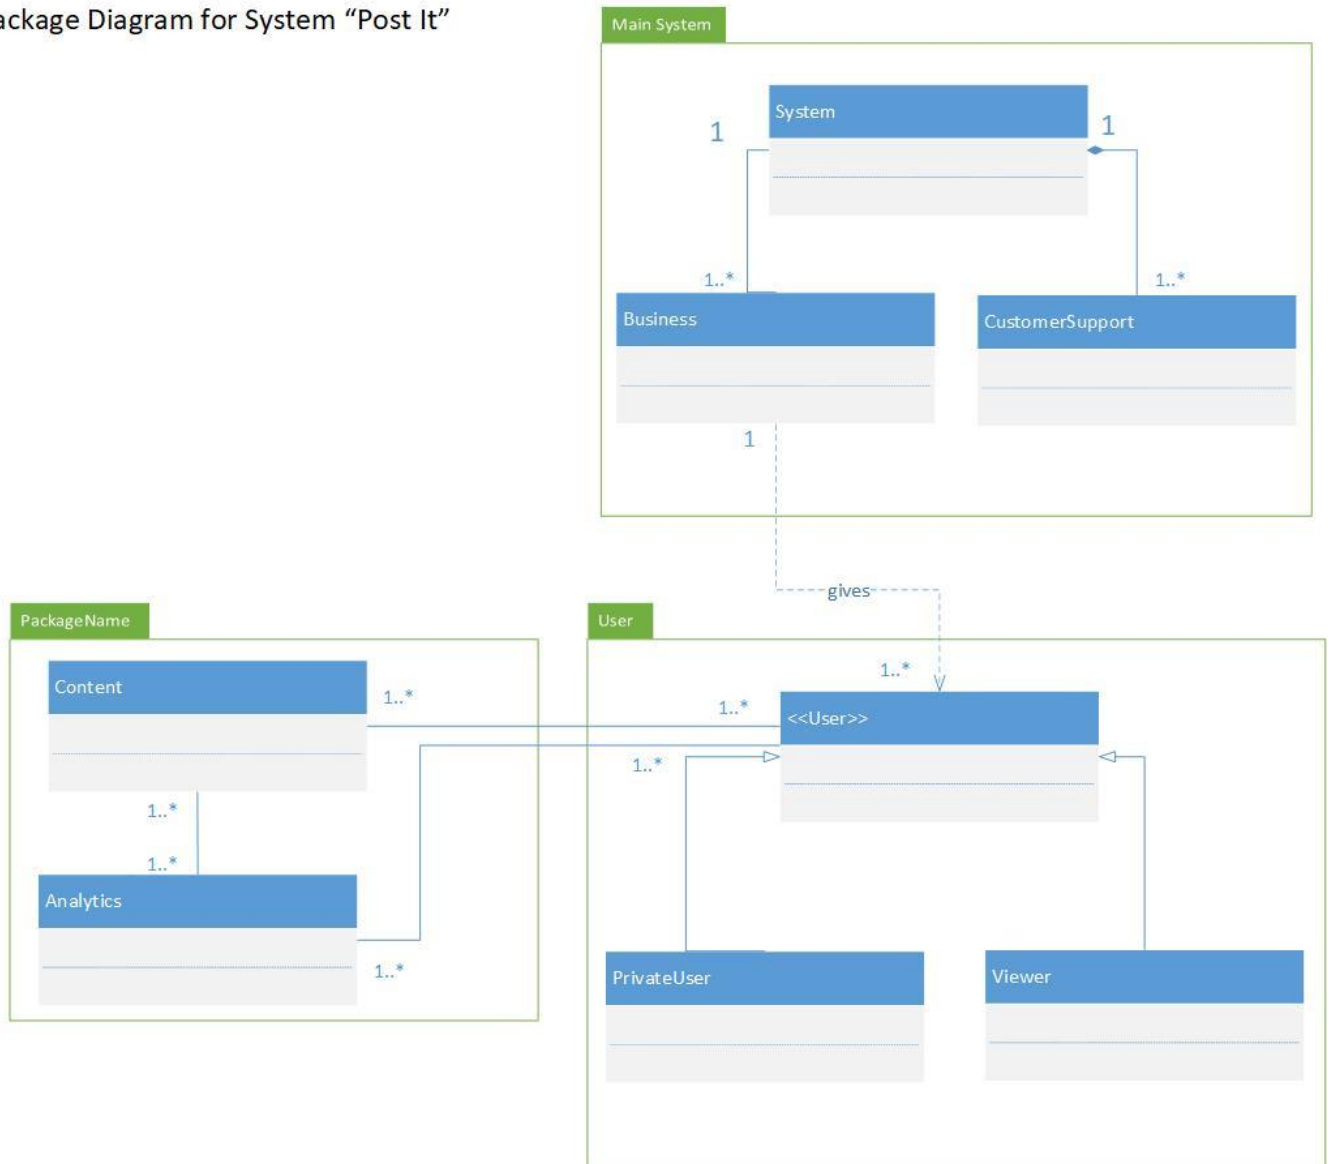 ackage Diagram for System “Post It”
Main System
System
1
1
1..*
1..*
Business
CustomerSupport
1
gives
PackageName
User
Content
1..*
1..*
1..*
<<User>>
1..*
1..*
1..*
Analytics
1..*
PrivateUser
Viewer